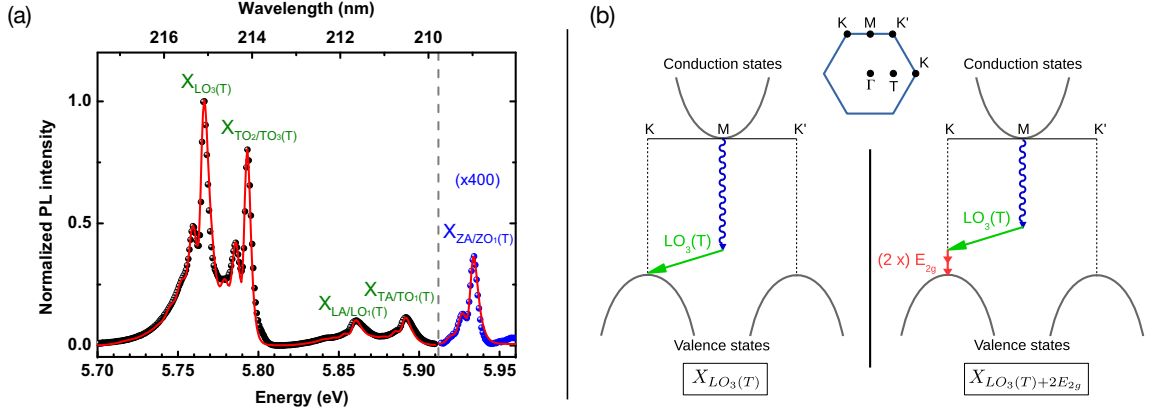 (a)
Wavelength (nm)
216 214 212 210
Normalized PL intensity
1.0
0.5
0.0
X_LO₃(T)
X_TO₂/TO₃(T)
X_LA/LO₁(T)
X_TA/TO₁(T)
(x400)
X_ZA/ZO₁(T)
5.70 5.75 5.80 5.85 5.90 5.95
Energy (eV)
(b)
K M K'
K
Γ T
Conduction states
K M K'
LO₃(T)
Valence states
X_LO₃(T)
Conduction states
K M K'
LO₃(T)
(2 x) E_2g
Valence states
X_LO₃(T)+2E_2g